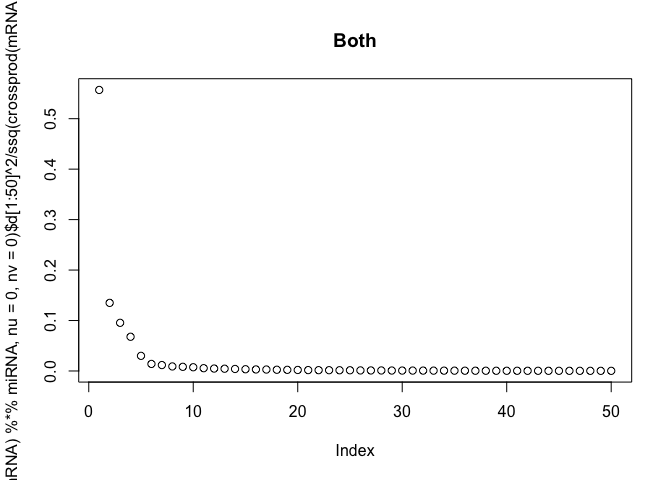 Both
nRNA) %*% miRNA, nu = 0, nv = 0)$d[1:50]^2/ssq(crossprod(mRNA
0.5
0.4
0.3
0.2
0.1
0.0
0 10 20 30 40 50
Index